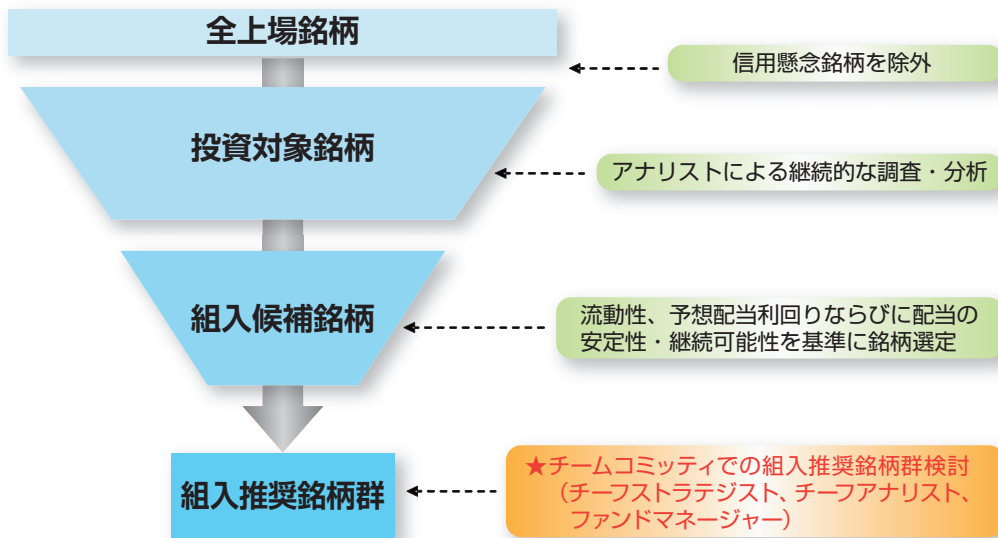 全上場銘柄
信用懸念銘柄を除外
投資対象銘柄
アナリストによる継続的な調査・分析
組入候補銘柄
流動性、予想配当利回りならびに配当の
安定性・継続可能性を基準に銘柄選定
組入推奨銘柄群
★チームコミッティでの組入推奨銘柄群検討
（チーフストラテジスト、チーフアナリスト、
ファンドマネージャー）